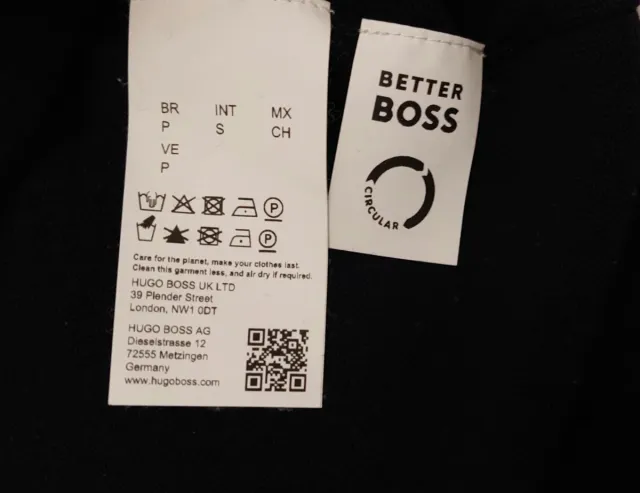 BR INT MX
P S CH
VE
P
P
P
Care for the planet, make your clothes last.
Clean this garment less, and air dry if required.
HUGO BOSS UK LTD
39 Plender Street
London, NW1 0DT
HUGO BOSS AG
Dieselstrasse 12
72555 Metzingen
Germany
www.hugoboss.com
BETTER
BOSS
CIRCULAR